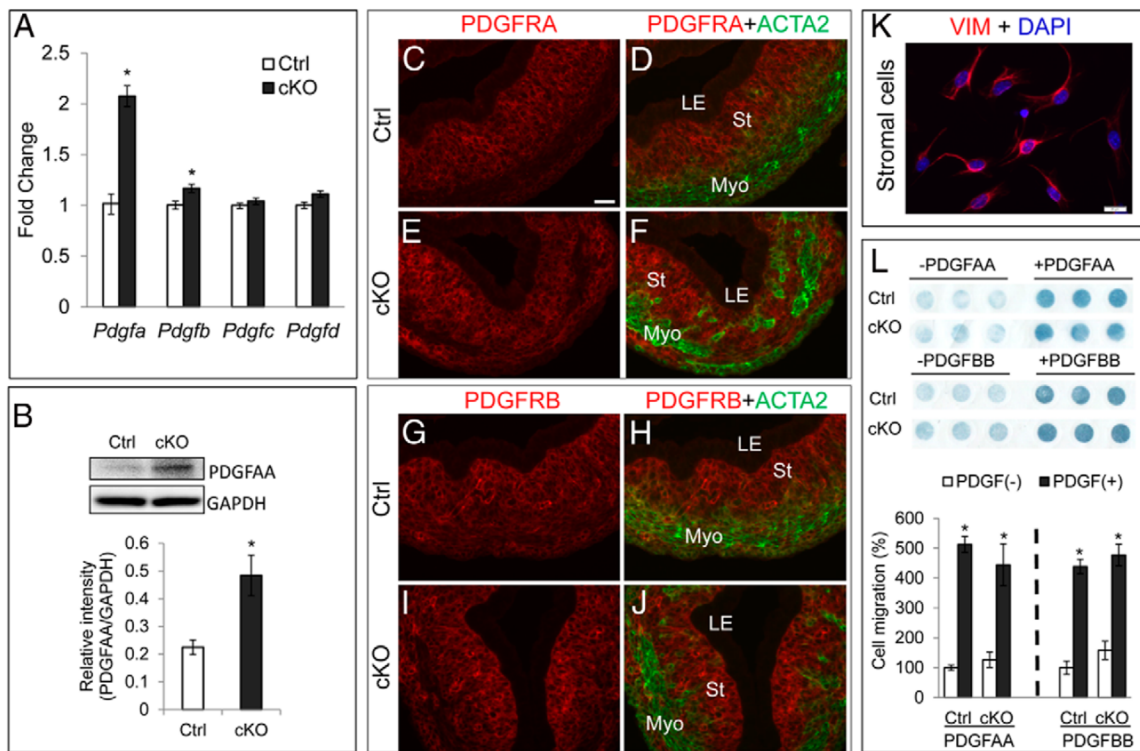 A
2.5
2
1.5
1
0.5
0
Fold Change
Ctrl
cKO
*
*
Pdgfa Pdgfb Pdgfc Pdgfd
B
Ctrl cKO
PDGFAA
GAPDH
0.6
0.5
0.4
0.3
0.2
0.1
0
Relative intensity
(PDGFAA/GAPDH)
*
Ctrl cKO
PDGFRA PDGFRA+ACTA2
Ctrl
C
D
LE
St
Myo
cKO
E
F
St
LE
Myo
PDGFRB PDGFRB+ACTA2
Ctrl
G
H
LE
St
Myo
cKO
I
J
LE
St
Myo
K
VIM + DAPI
Stromal cells
L
-PDGFAA +PDGFAA
Ctrl
cKO
-PDGFBB +PDGFBB
Ctrl
cKO
PDGF(-) PDGF(+)
600
500
400
300
200
100
0
Cell migration (%)
* * * *
Ctrl cKO Ctrl cKO
PDGFAA PDGFBB